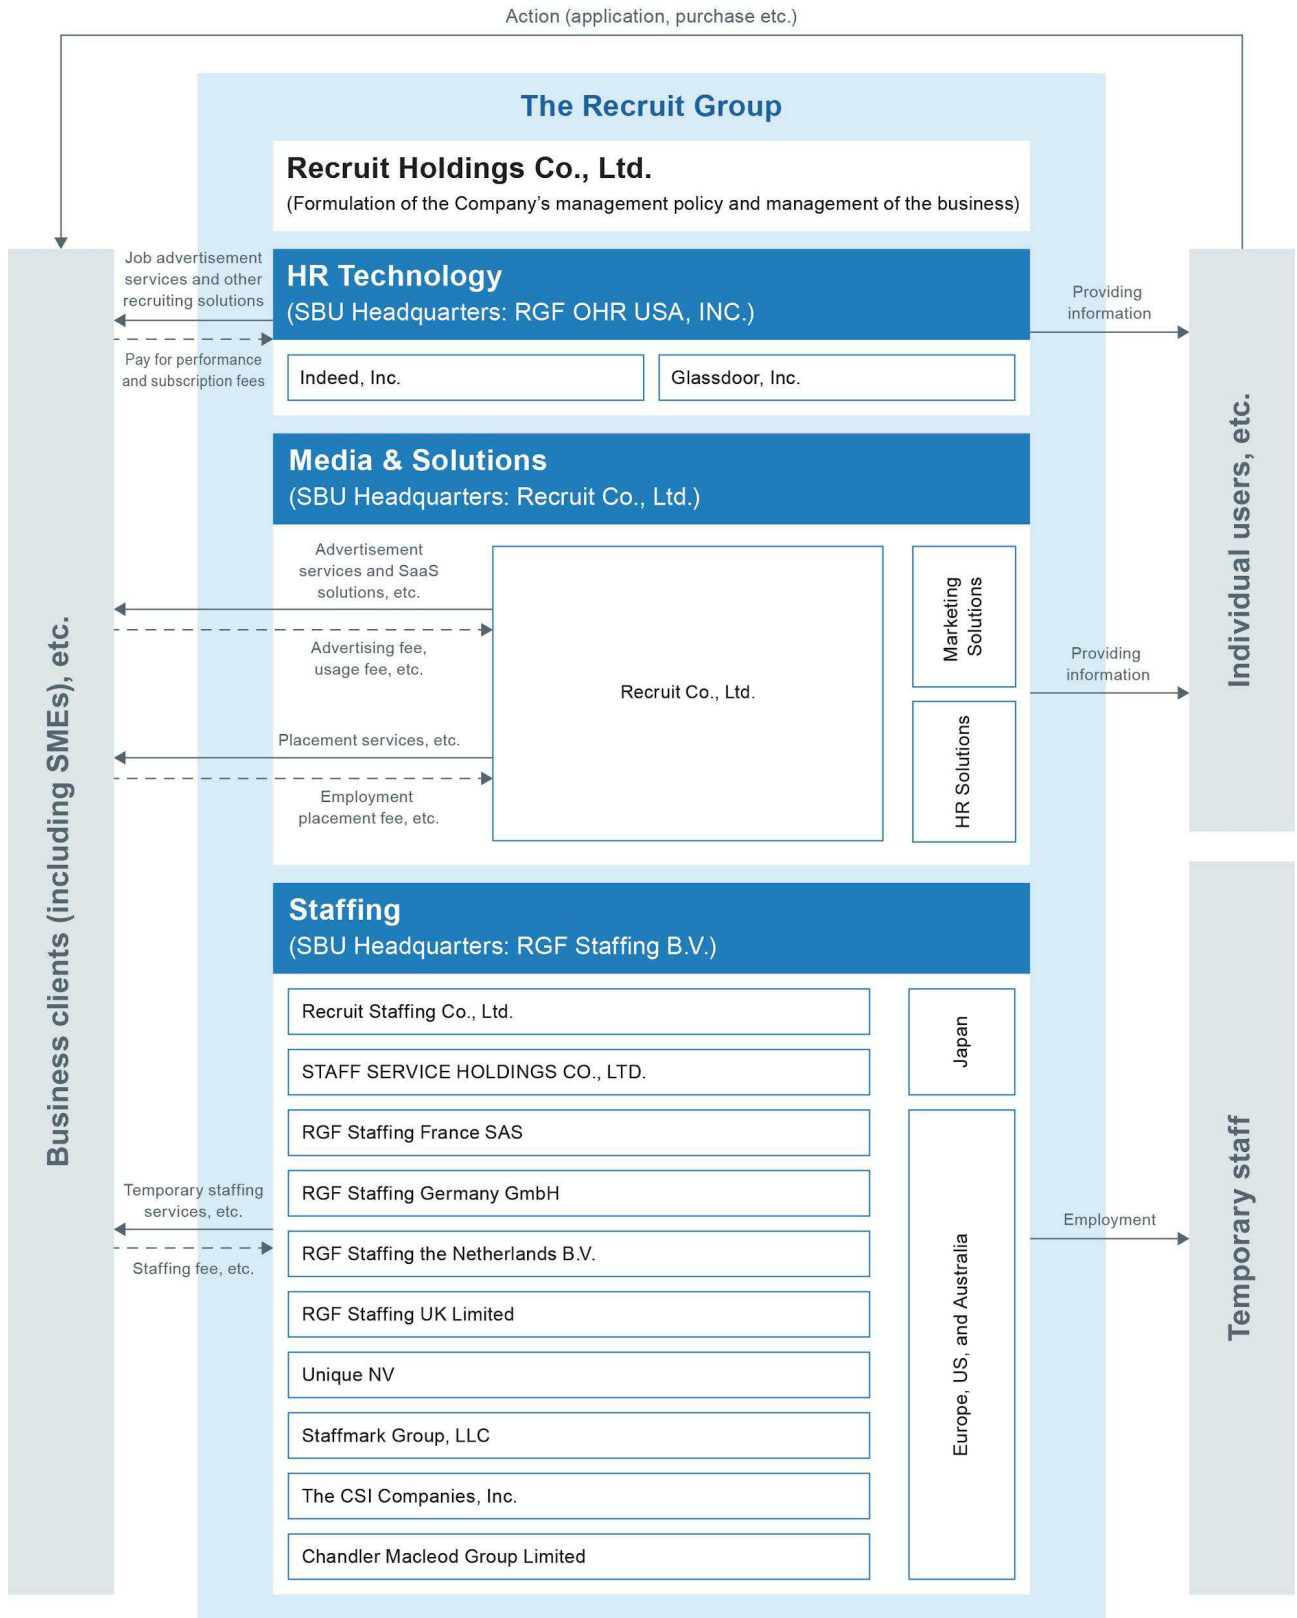 Action (application, purchase etc.)
The Recruit Group
Recruit Holdings Co., Ltd.
(Formulation of the Company's management policy and management of the business)
Job advertisement
services and other
recruiting solutions
Pay for performance
and subscription fees
HR Technology
(SBU Headquarters: RGF OHR USA, INC.)
Indeed, Inc.
Glassdoor, Inc.
Providing
information
Media & Solutions
(SBU Headquarters: Recruit Co., Ltd.)
Advertisement
services and SaaS
solutions, etc.
Advertising fee,
usage fee, etc.
Placement services, etc.
Employment
placement fee, etc.
Recruit Co., Ltd.
Marketing
Solutions
HR Solutions
Providing
information
Individual users, etc.
Business clients (including SMEs), etc.
Staffing
(SBU Headquarters: RGF Staffing B.V.)
Recruit Staffing Co., Ltd.
STAFF SERVICE HOLDINGS CO., LTD.
RGF Staffing France SAS
RGF Staffing Germany GmbH
RGF Staffing the Netherlands B.V.
RGF Staffing UK Limited
Unique NV
Staffmark Group, LLC
The CSI Companies, Inc.
Chandler Macleod Group Limited
Japan
Europe, US, and Australia
Temporary staffing
services, etc.
Staffing fee, etc.
Employment
Temporary staff